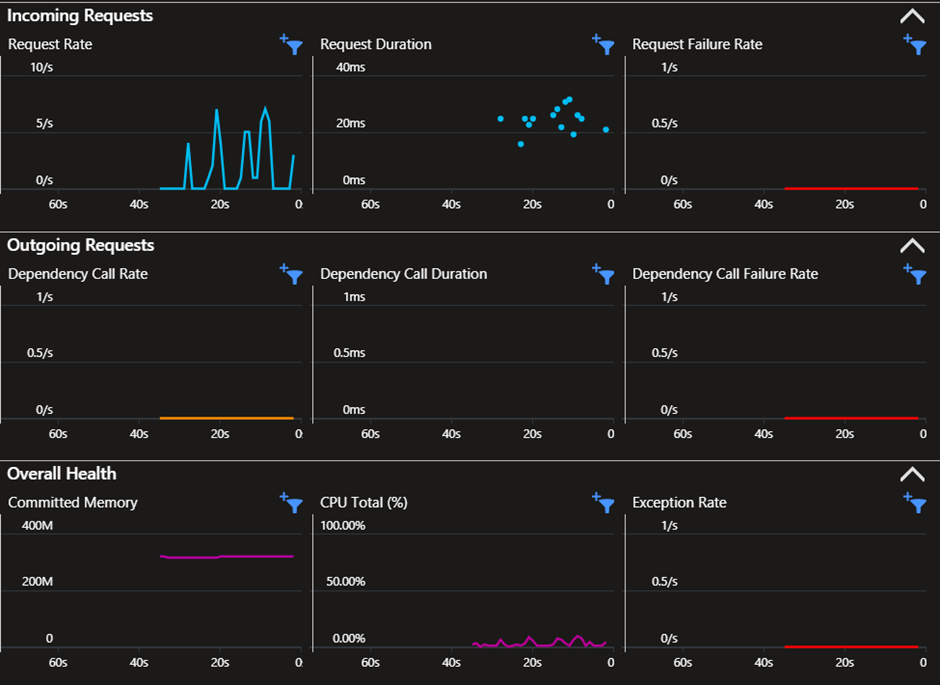 Incoming Requests
Request Rate
Request Duration
Request Failure Rate
10/s
5/s
0/s
60s 40s 20s 0
40ms
20ms
0ms
60s 40s 20s 0
1/s
0.5/s
0/s
60s 40s 20s 0
Outgoing Requests
Dependency Call Rate
Dependency Call Duration
Dependency Call Failure Rate
1/s
0.5/s
0/s
60s 40s 20s 0
1ms
0.5ms
0ms
60s 40s 20s 0
1/s
0.5/s
0/s
60s 40s 20s 0
Overall Health
Committed Memory
CPU Total (%)
Exception Rate
400M
200M
0
60s 40s 20s 0
100.00%
50.00%
0.00%
60s 40s 20s 0
1/s
0.5/s
0/s
60s 40s 20s 0